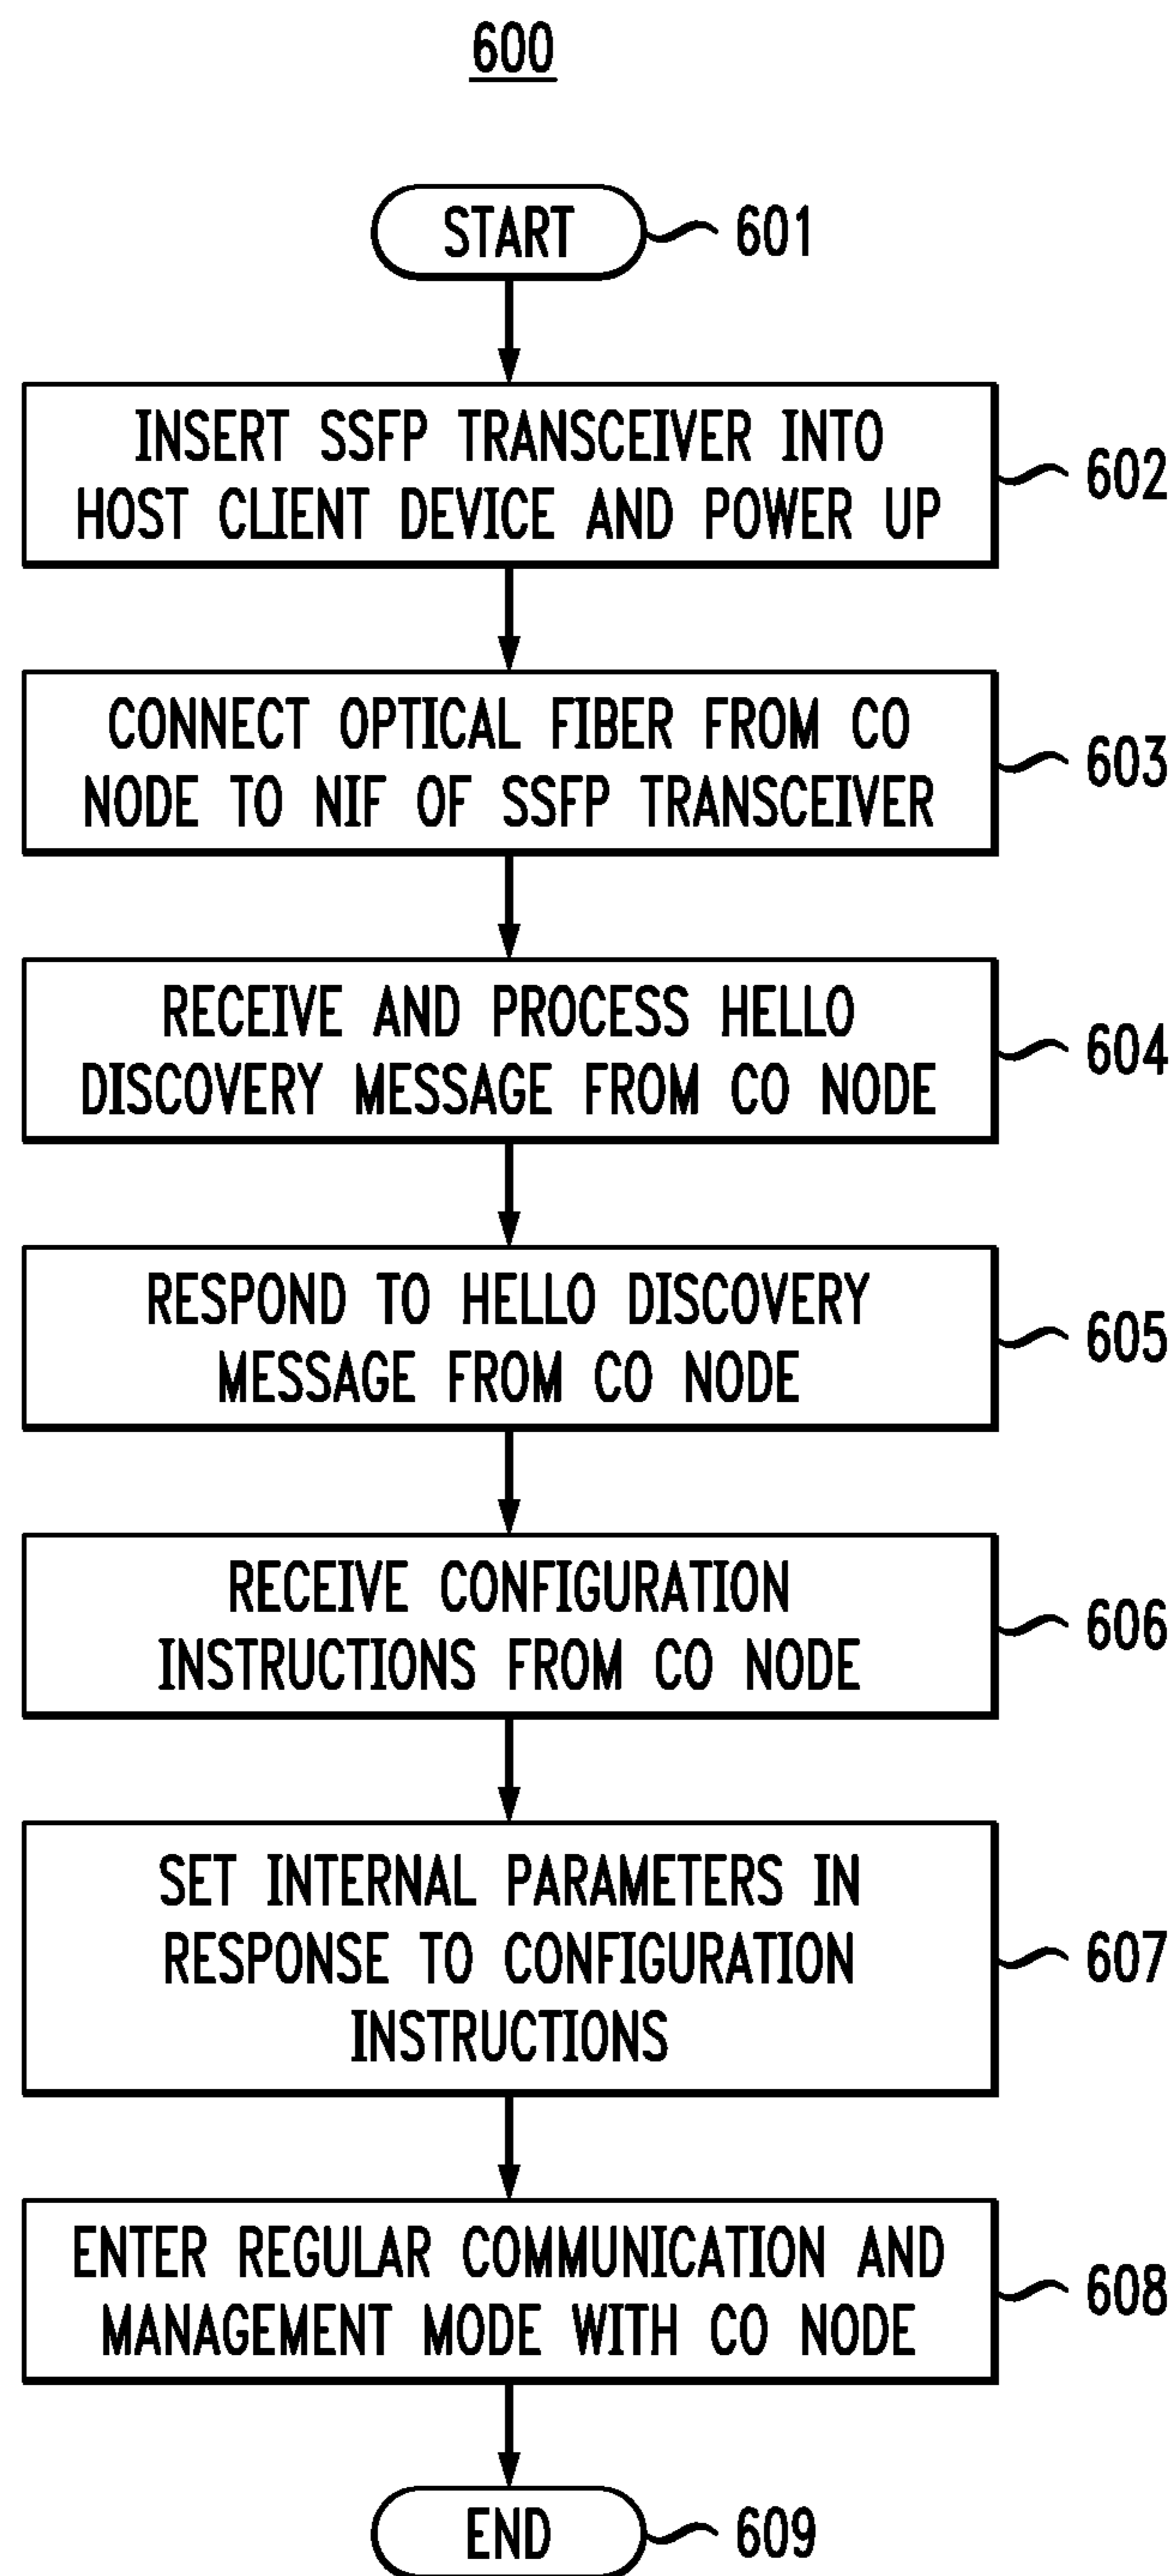 600
START
601
INSERT SSFP TRANSCEIVER INTO
HOST CLIENT DEVICE AND POWER UP
602
CONNECT OPTICAL FIBER FROM CO
NODE TO NIF OF SSFP TRANSCEIVER
603
RECEIVE AND PROCESS HELLO
DISCOVERY MESSAGE FROM CO NODE
604
RESPOND TO HELLO DISCOVERY
MESSAGE FROM CO NODE
605
RECEIVE CONFIGURATION
INSTRUCTIONS FROM CO NODE
606
SET INTERNAL PARAMETERS IN
RESPONSE TO CONFIGURATION
INSTRUCTIONS
607
ENTER REGULAR COMMUNICATION AND
MANAGEMENT MODE WITH CO NODE
608
END
609